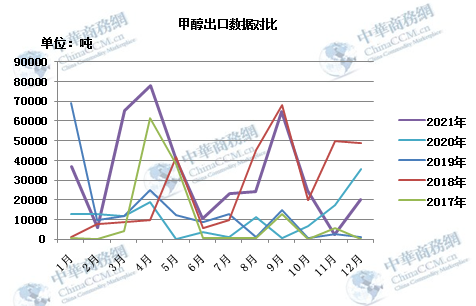 甲醇出口数据对比
单位：吨
90000
80000
70000
60000
50000
40000
30000
20000
10000
0
1月 2月 3月 4月 5月 6月 7月 8月 9月 10月 11月 12月
2021年
2020年
2019年
2018年
2017年
中華商務網
ChinaCCM.cn
China Commodity Marketplace